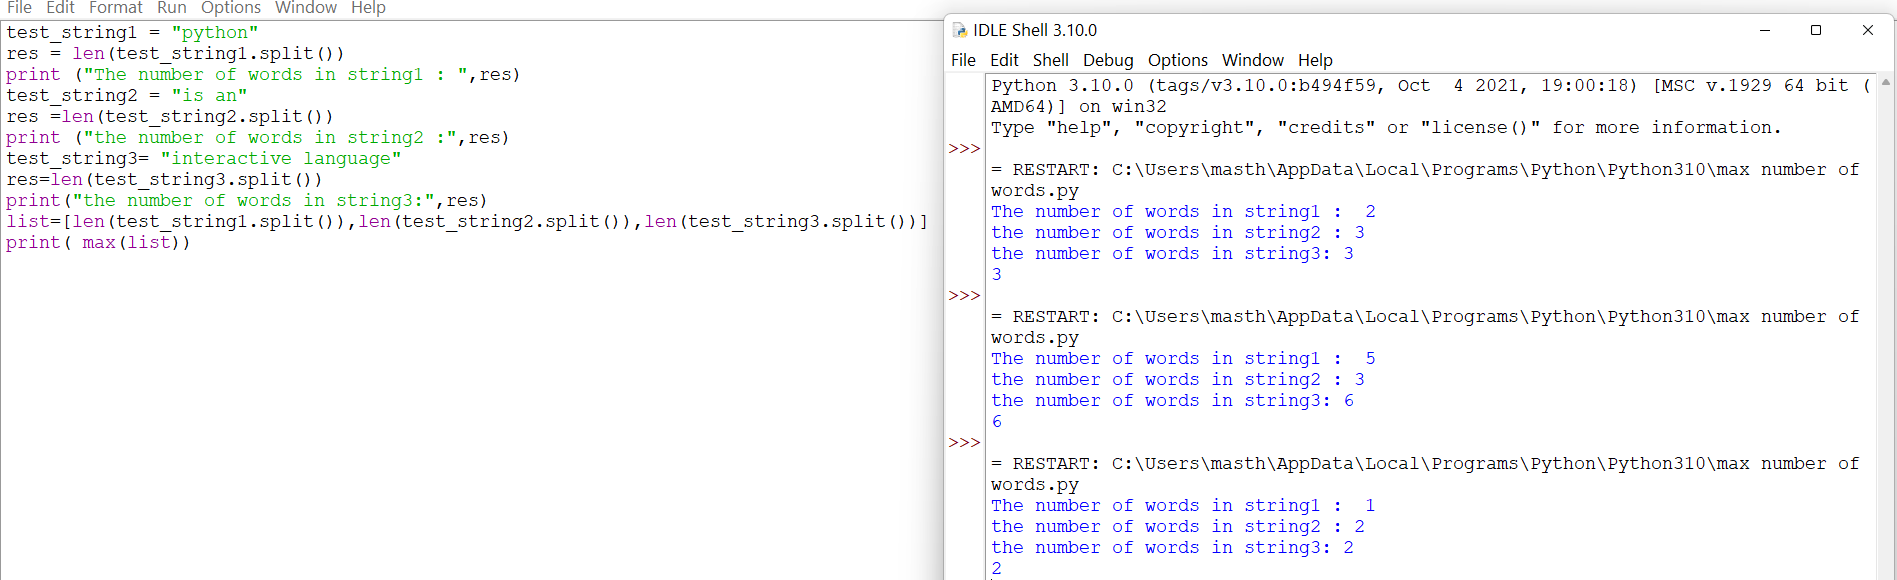 File Edit Format Run Options Window Help
test_string1 = "python"
res = len(test_string1.split())
print ("The number of words in string1 : ",res)
test_string2 = "is an"
res =len(test_string2.split())
print ("the number of words in string2 :",res)
test_string3= "interactive language"
res=len(test_string3.split())
print("the number of words in string3:",res)
list=[len(test_string1.split()),len(test_string2.split()),len(test_string3.split())]
print( max(list))
IDLE Shell 3.10.0
File Edit Shell Debug Options Window Help
Python 3.10.0 (tags/v3.10.0:b494f59, Oct  4 2021, 19:00:18) [MSC v.1929 64 bit (
AMD64)] on win32
Type "help", "copyright", "credits" or "license()" for more information.
>>>
= RESTART: C:\Users\masth\AppData\Local\Programs\Python\Python310\max number of
words.py
The number of words in string1 :  2
the number of words in string2 : 3
the number of words in string3: 3
3
>>>
= RESTART: C:\Users\masth\AppData\Local\Programs\Python\Python310\max number of
words.py
The number of words in string1 :  5
the number of words in string2 : 3
the number of words in string3: 6
6
>>>
= RESTART: C:\Users\masth\AppData\Local\Programs\Python\Python310\max number of
words.py
The number of words in string1 :  1
the number of words in string2 : 2
the number of words in string3: 2
2